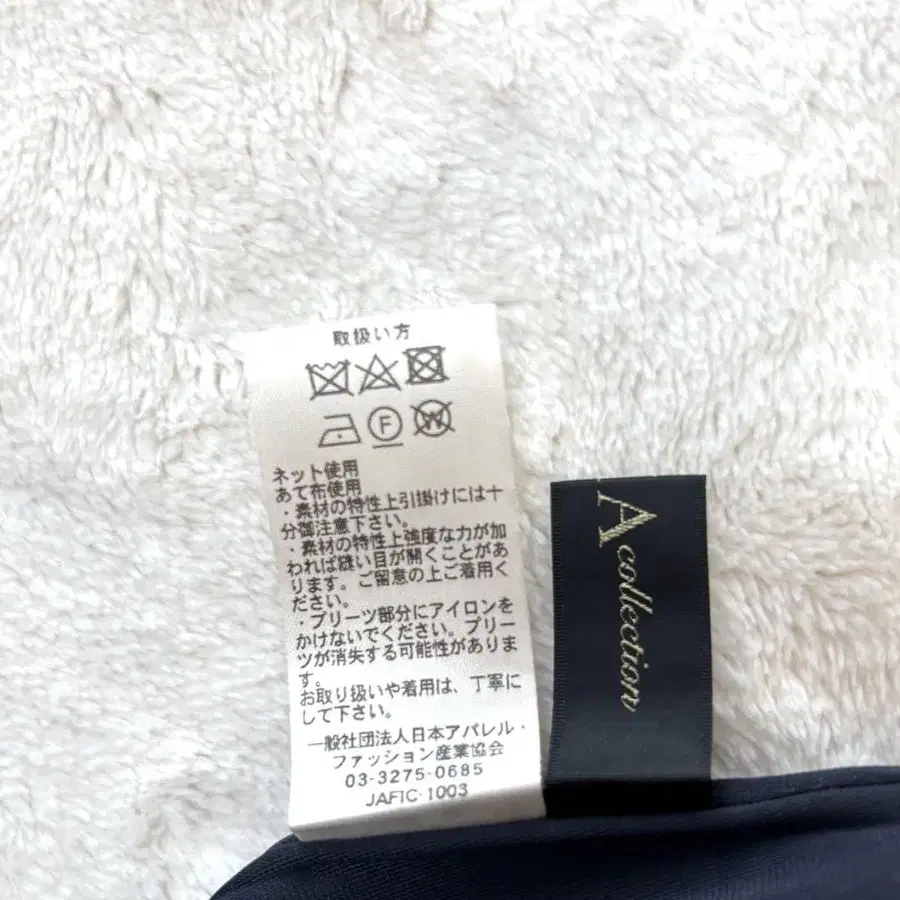 取扱い方
F
W
ネット使用
あて布使用
・素材の特性上引掛けには十
分御注意下さい。
・素材の特性上強度な力が加
われば縫い目が開くことがあ
ります。ご留意の上ご着用く
ださい。
・プリーツ部分にアイロンを
かけないでください。プリー
ツが消失する可能性がありま
す。
お取り扱いや着用は、丁寧に
して下さい。
一般社団法人日本アパレル・
ファッション産業協会
03-3275-0685
JAFIC-1003
A collection